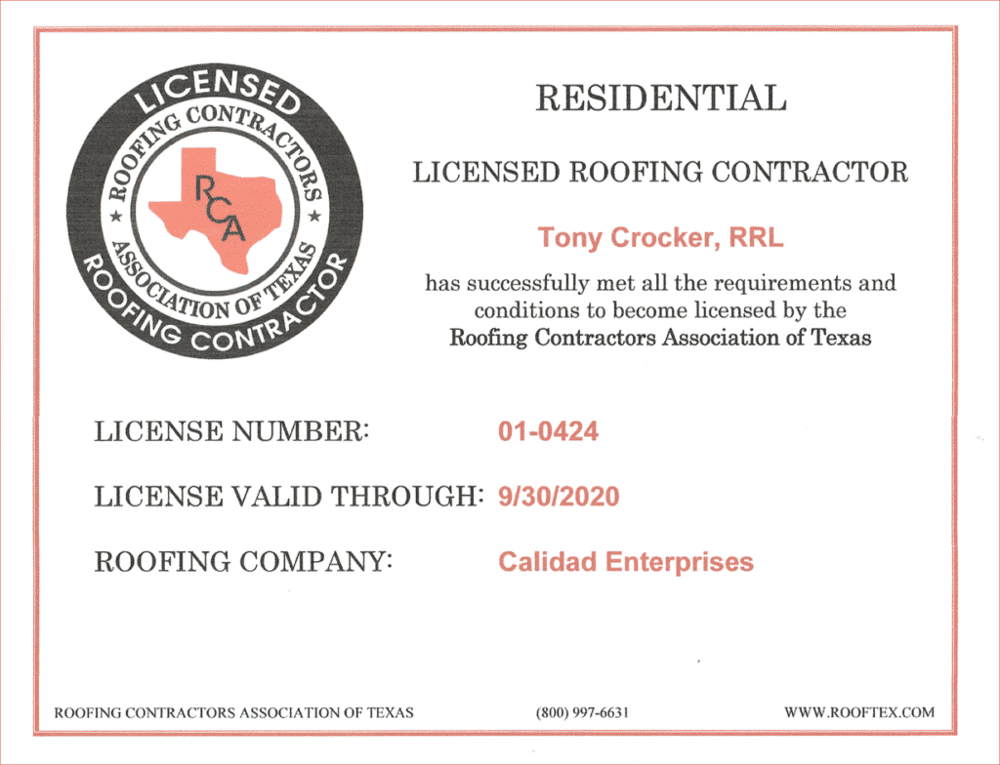 LICENSED
ROOFING CONTRACTORS
RCA
★ ASSOCIATION OF TEXAS ★
ROOFING CONTRACTOR
RESIDENTIAL
LICENSED ROOFING CONTRACTOR
Tony Crocker, RRL
has successfully met all the requirements and
conditions to become licensed by the
Roofing Contractors Association of Texas
LICENSE NUMBER: 01-0424
LICENSE VALID THROUGH: 9/30/2020
ROOFING COMPANY: Calidad Enterprises
ROOFING CONTRACTORS ASSOCIATION OF TEXAS (800) 997-6631 WWW.ROOFTEX.COM